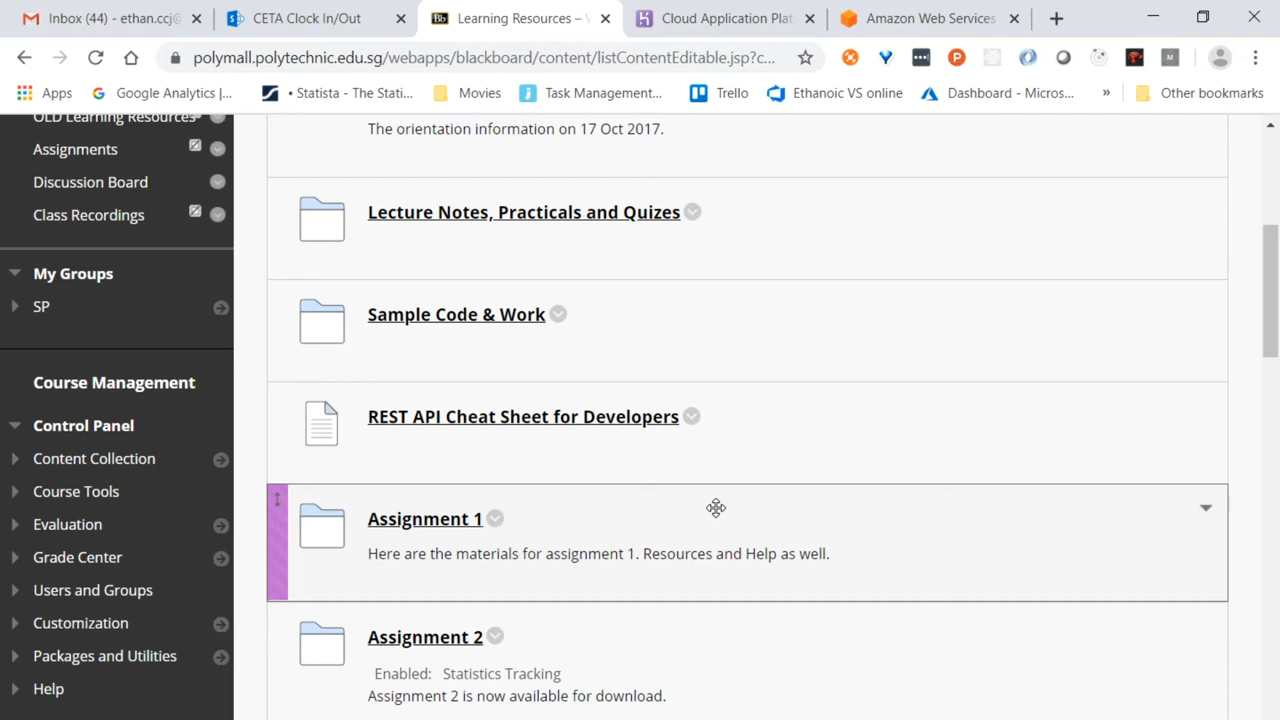 Inbox (44) - ethan.ccj@
CETA Clock In/Out
Bb Learning Resources –
Cloud Application Plat
Amazon Web Services
polymall.polytechnic.edu.sg/webapps/blackboard/content/listContentEditable.jsp?c...
Apps
Google Analytics |...
• Statista - The Stati...
Movies
Task Management...
Trello
Ethanoic VS online
Dashboard - Micros...
»
Other bookmarks
OLD Learning Resources
Assignments
Discussion Board
Class Recordings
My Groups
SP
Course Management
Control Panel
Content Collection
Course Tools
Evaluation
Grade Center
Users and Groups
Customization
Packages and Utilities
Help
The orientation information on 17 Oct 2017.
Lecture Notes, Practicals and Quizes
Sample Code & Work
REST API Cheat Sheet for Developers
Assignment 1
Here are the materials for assignment 1. Resources and Help as well.
Assignment 2
Enabled: Statistics Tracking
Assignment 2 is now available for download.